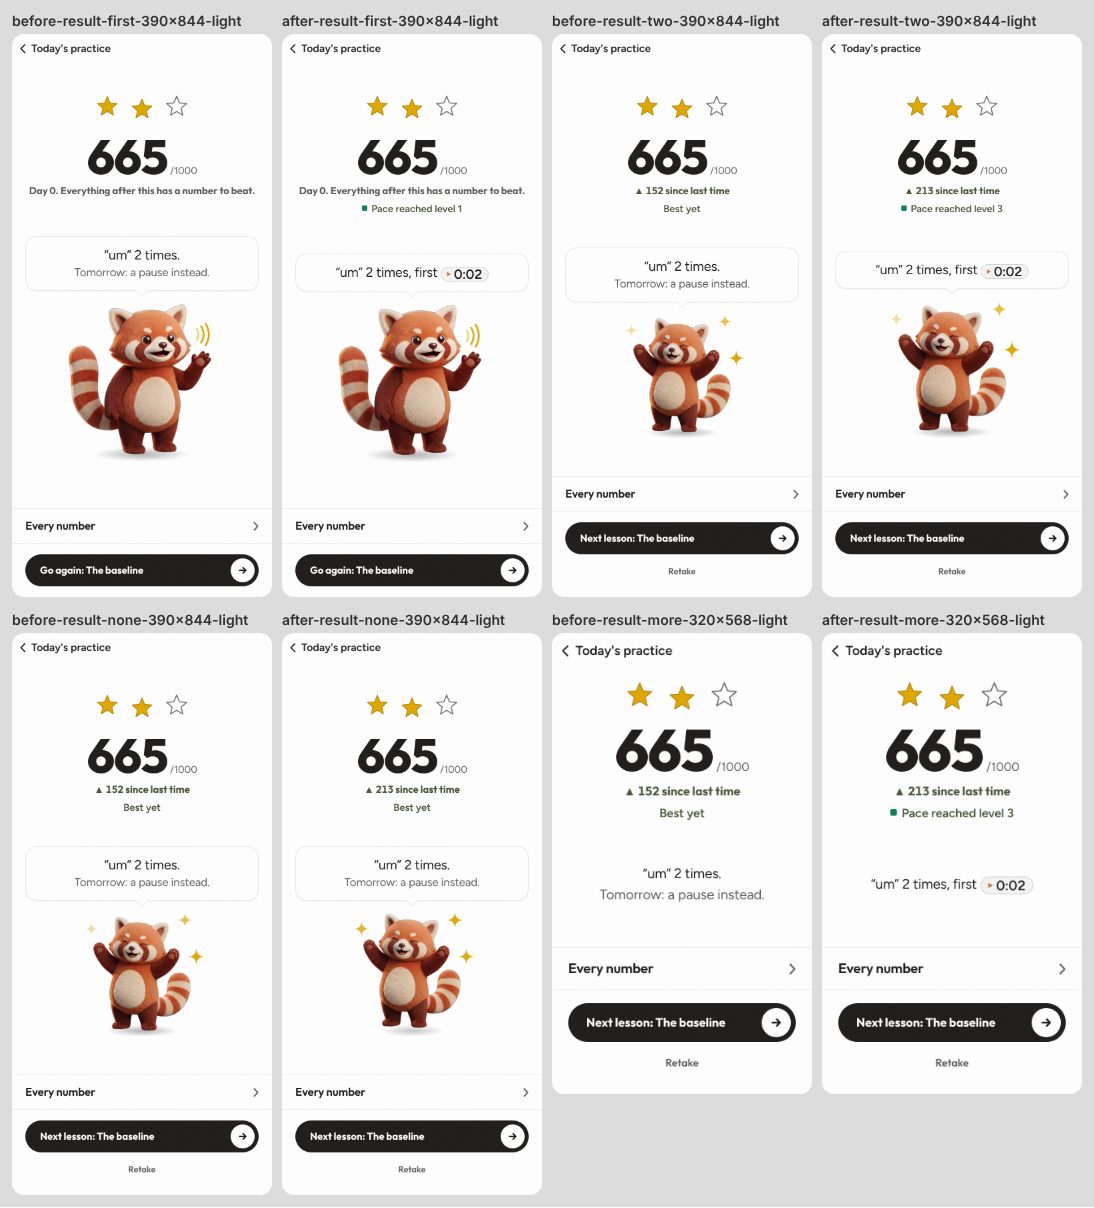 before-result-first-390×844-light
Today's practice
665 /1000
Day 0. Everything after this has a number to beat.
“um” 2 times.
Tomorrow: a pause instead.
Every number
Go again: The baseline
after-result-first-390×844-light
Today's practice
665 /1000
Day 0. Everything after this has a number to beat.
Pace reached level 1
“um” 2 times, first 0:02
Every number
Go again: The baseline
before-result-two-390×844-light
Today's practice
665 /1000
▲ 152 since last time
Best yet
“um” 2 times.
Tomorrow: a pause instead.
Every number
Next lesson: The baseline
Retake
after-result-two-390×844-light
Today's practice
665 /1000
▲ 213 since last time
Pace reached level 3
“um” 2 times, first 0:02
Every number
Next lesson: The baseline
Retake
before-result-none-390×844-light
Today's practice
665 /1000
▲ 152 since last time
Best yet
“um” 2 times.
Tomorrow: a pause instead.
Every number
Next lesson: The baseline
Retake
after-result-none-390×844-light
Today's practice
665 /1000
▲ 213 since last time
Best yet
“um” 2 times.
Tomorrow: a pause instead.
Every number
Next lesson: The baseline
Retake
before-result-more-320×568-light
Today's practice
665 /1000
▲ 152 since last time
Best yet
“um” 2 times.
Tomorrow: a pause instead.
Every number
Next lesson: The baseline
Retake
after-result-more-320×568-light
Today's practice
665 /1000
▲ 213 since last time
Pace reached level 3
“um” 2 times, first 0:02
Every number
Next lesson: The baseline
Retake